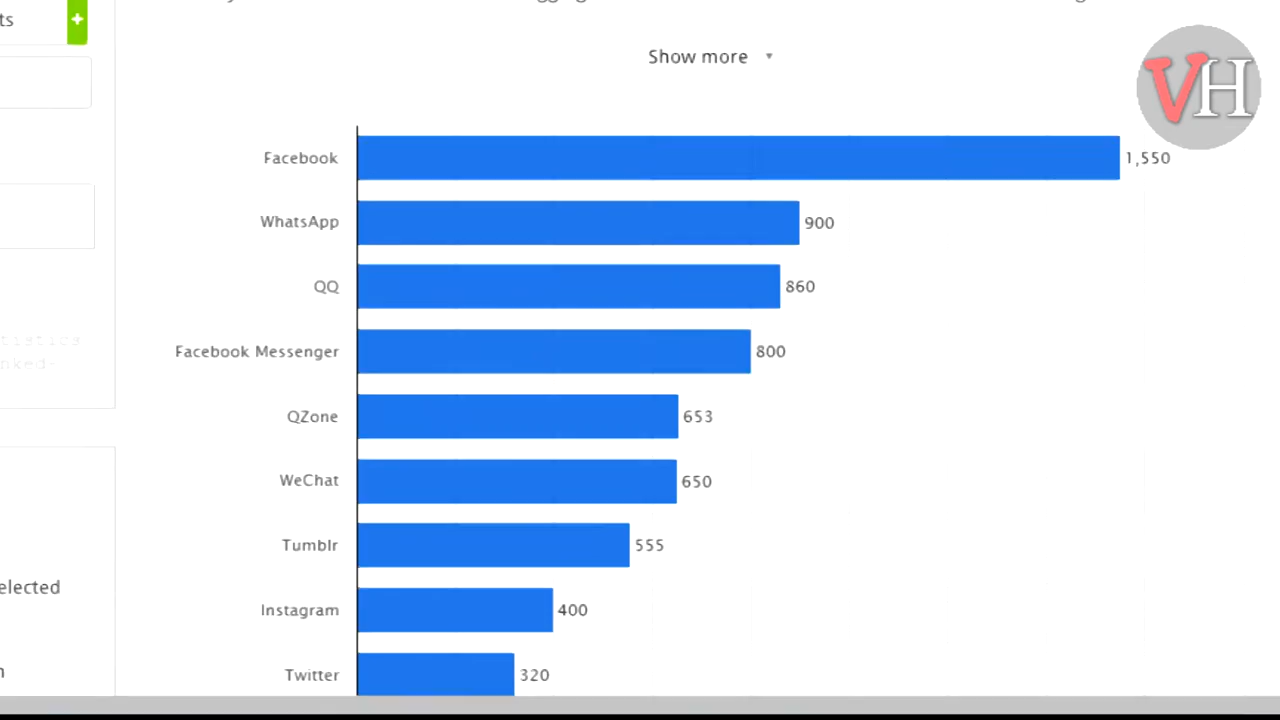 ts
+
Show more
VH
Facebook 1,550
WhatsApp 900
QQ 860
Facebook Messenger 800
QZone 653
WeChat 650
Tumblr 555
elected
Instagram 400
Twitter 320